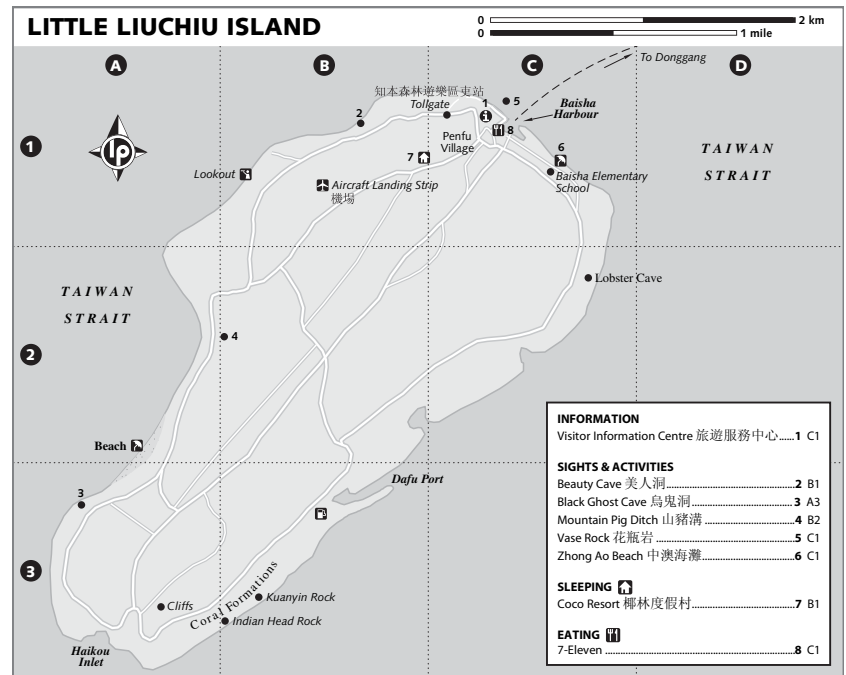 LITTLE LIUCHIU ISLAND
0 2 km
0 1 mile
A B C D
To Donggang
知本森林遊樂區東站
Tollgate
1
5
Baisha
Harbour
2
8
Penfu
Village
6
1
7
TAIWAN
STRAIT
Lookout
Baisha Elementary
School
Aircraft Landing Strip
機場
Lobster Cave
TAIWAN
STRAIT
4
2
Beach
Dafu Port
3
3
Coral Formations
Kuanyin Rock
Cliffs
Indian Head Rock
Haikou
Inlet
INFORMATION
Visitor Information Centre 旅遊服務中心......1 C1
SIGHTS & ACTIVITIES
Beauty Cave 美人洞......2 B1
Black Ghost Cave 烏鬼洞......3 A3
Mountain Pig Ditch 山豬溝......4 B2
Vase Rock 花瓶岩......5 C1
Zhong Ao Beach 中澳海灘......6 C1
SLEEPING
Coco Resort 椰林度假村......7 B1
EATING
7-Eleven......8 C1
lp